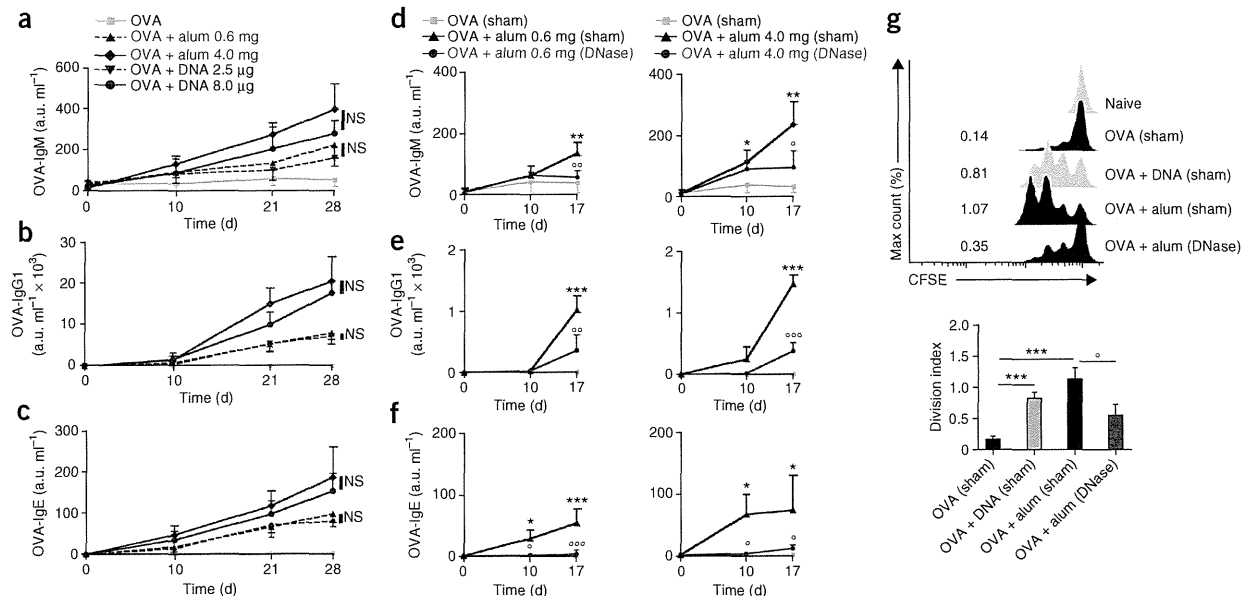 a
OVA
OVA + alum 0.6 mg
OVA + alum 4.0 mg
OVA + DNA 2.5 µg
OVA + DNA 8.0 µg
OVA-IgM (a.u. ml⁻¹)
600
400
200
0
NS
NS
0 10 21 28
Time (d)
b
OVA-IgG1
(a.u. ml⁻¹ × 10³)
30
20
10
0
NS
NS
0 10 21 28
Time (d)
c
OVA-IgE (a.u. ml⁻¹)
300
200
100
0
NS
NS
0 10 21 28
Time (d)
d
OVA (sham)
OVA + alum 0.6 mg (sham)
OVA + alum 0.6 mg (DNase)
OVA-IgM (a.u. ml⁻¹)
400
200
0
**
°°
0 10 17
Time (d)
OVA (sham)
OVA + alum 4.0 mg (sham)
OVA + alum 4.0 mg (DNase)
400
200
0
*
**
°
0 10 17
Time (d)
e
OVA-IgG1
(a.u. ml⁻¹ × 10³)
2
1
0
***
°°
0 10 17
Time (d)
2
1
0
***
°°°
0 10 17
Time (d)
f
OVA-IgE (a.u. ml⁻¹)
200
100
0
*
***
°
°°°
0 10 17
Time (d)
200
100
0
*
*
°
°
0 10 17
Time (d)
g
Max count (%)
Naive
0.14 OVA (sham)
0.81 OVA + DNA (sham)
1.07 OVA + alum (sham)
0.35 OVA + alum (DNase)
CFSE
Division index
2.0
1.5
1.0
0.5
0
***
***
°
OVA (sham)
OVA + DNA (sham)
OVA + alum (sham)
OVA + alum (DNase)